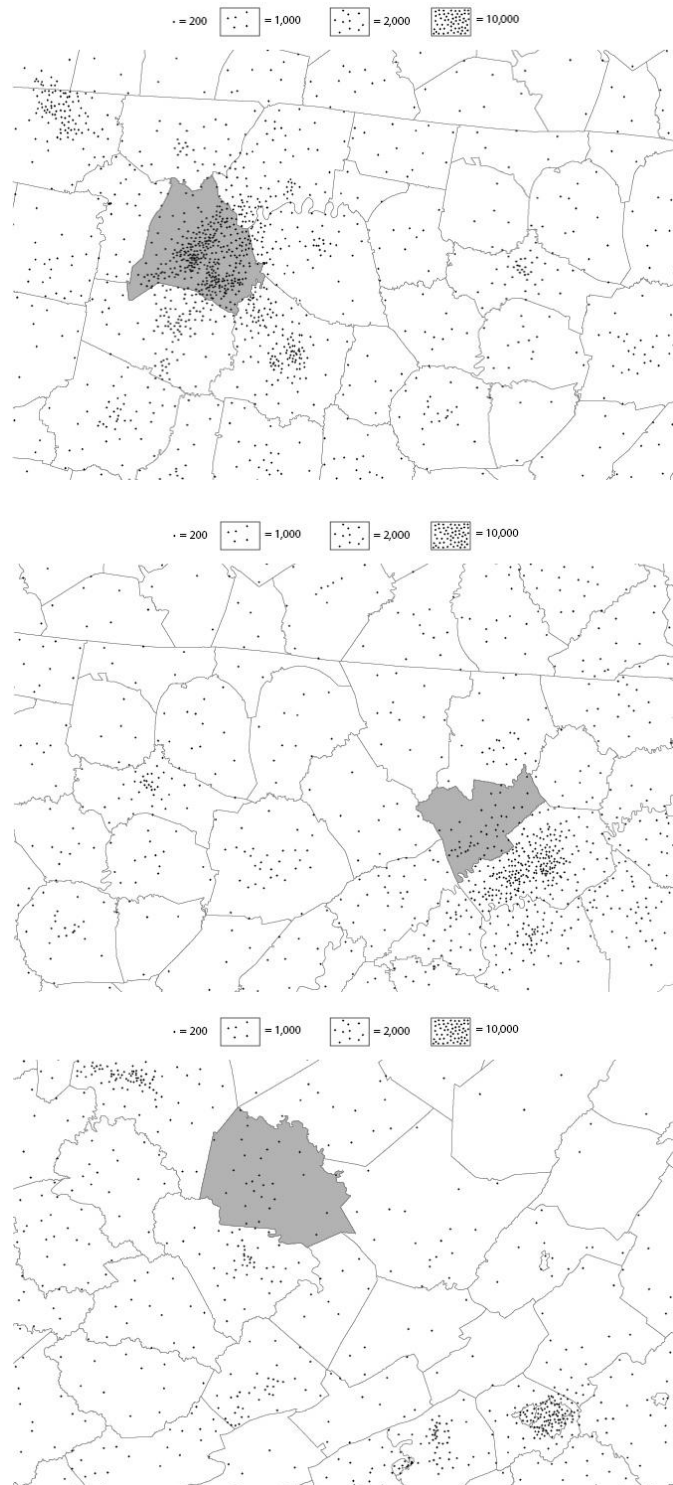 = 200 = 1,000 = 2,000 = 10,000
= 200 = 1,000 = 2,000 = 10,000
= 200 = 1,000 = 2,000 = 10,000